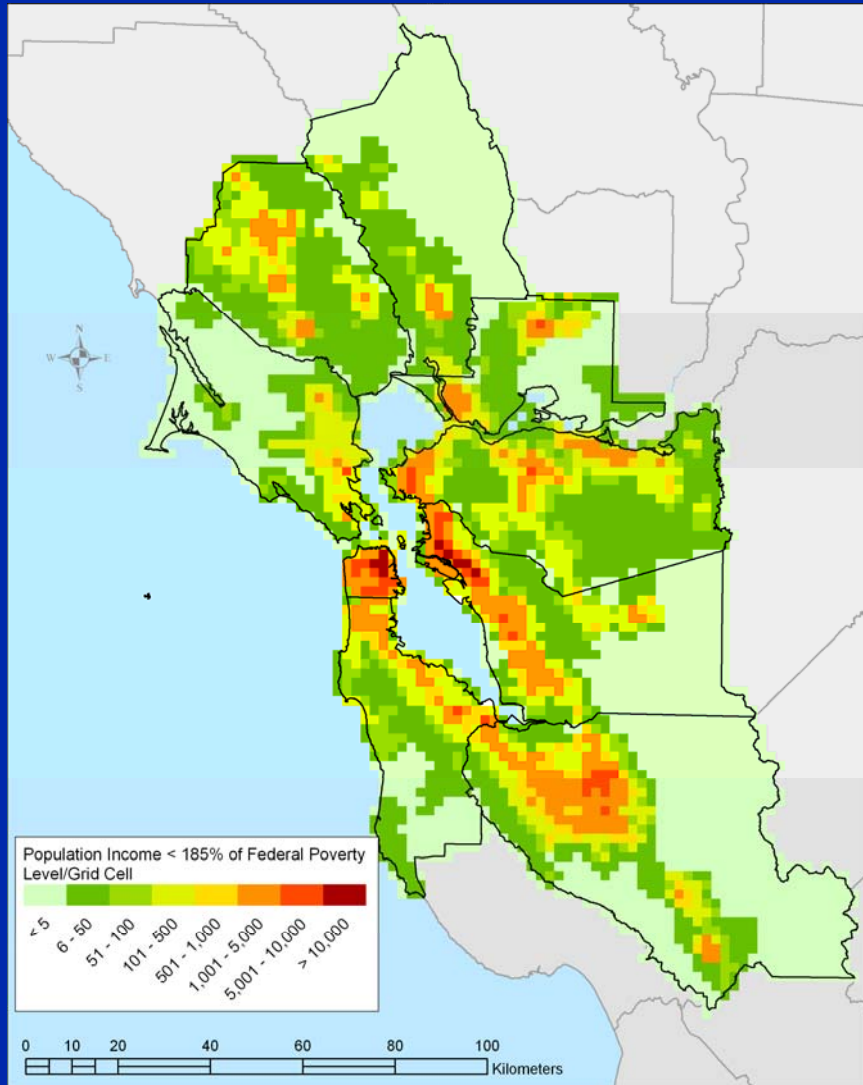 N
W E
S
Population Income < 185% of Federal Poverty
Level/Grid Cell
< 5
6 - 50
51 - 100
101 - 500
501 - 1,000
1,001 - 5,000
5,001 - 10,000
> 10,000
0 10 20 40 60 80 100
Kilometers